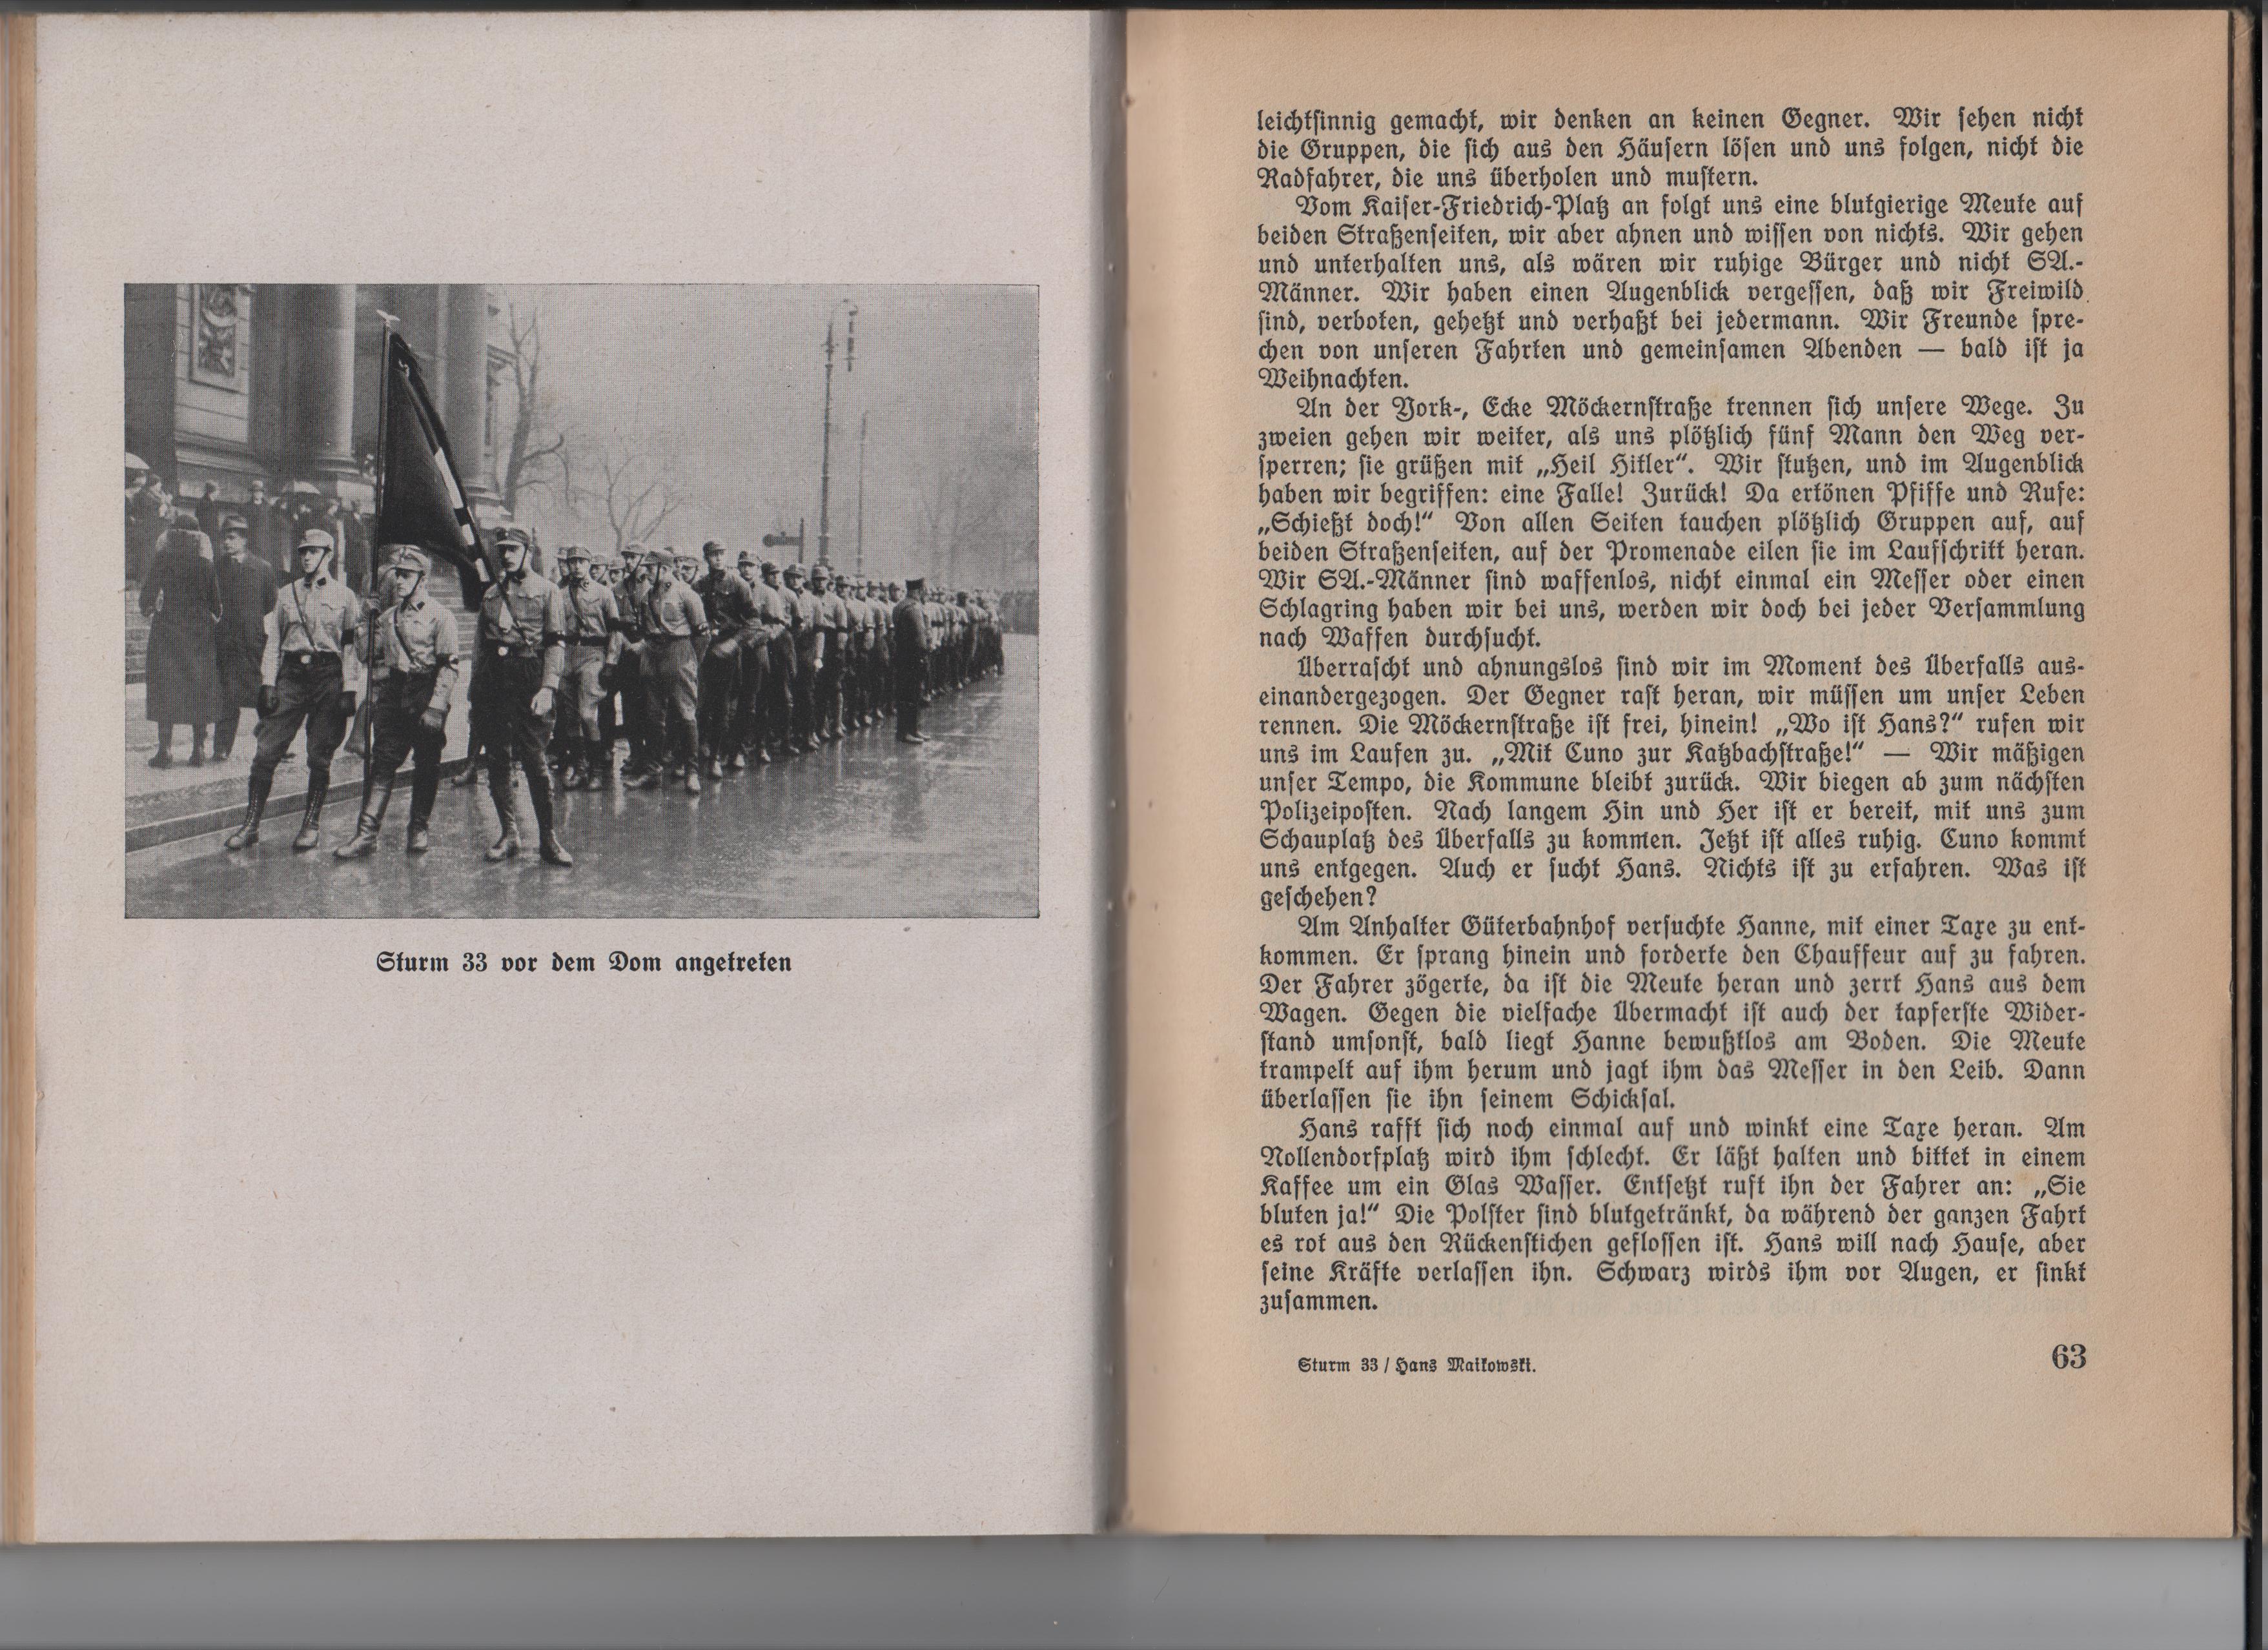 Sturm 33 vor dem Dom angetreten
leichtsinnig gemacht, wir denken an keinen Gegner. Wir sehen nicht
die Gruppen, die sich aus den Häusern lösen und uns folgen, nicht die
Radfahrer, die uns überholen und mustern.
Vom Kaiser-Friedrich-Platz an folgt uns eine blutgierige Meute auf
beiden Straßenseiten, wir aber ahnen und wissen von nichts. Wir gehen
und unterhalten uns, als wären wir ruhige Bürger und nicht SA.-
Männer. Wir haben einen Augenblick vergessen, daß wir Freiwild
sind, verboten, gehetzt und verhaßt bei jedermann. Wir Freunde spre-
chen von unseren Fahrten und gemeinsamen Abenden — bald ist ja
Weihnachten.
An der York-, Ecke Möckernstraße trennen sich unsere Wege. Zu
zweien gehen wir weiter, als uns plötzlich fünf Mann den Weg ver-
sperren; sie grüßen mit „Heil Hitler“. Wir stutzen, und im Augenblick
haben wir begriffen: eine Falle! Zurück! Da ertönen Pfiffe und Rufe:
„Schießt doch!“ Von allen Seiten tauchen plötzlich Gruppen auf, auf
beiden Straßenseiten, auf der Promenade eilen sie im Laufschritt heran.
Wir SA.-Männer sind waffenlos, nicht einmal ein Messer oder einen
Schlagring haben wir bei uns, werden wir doch bei jeder Versammlung
nach Waffen durchsucht.
Überrascht und ahnungslos sind wir im Moment des Überfalls aus-
einandergezogen. Der Gegner rast heran, wir müssen um unser Leben
rennen. Die Möckernstraße ist frei, hinein! „Wo ist Hans?“ rufen wir
uns im Laufen zu. „Mit Cuno zur Katzbachstraße!“ — Wir mäßigen
unser Tempo, die Kommune bleibt zurück. Wir biegen ab zum nächsten
Polizeiposten. Nach langem Hin und Her ist er bereit, mit uns zum
Schauplatz des Überfalls zu kommen. Jetzt ist alles ruhig. Cuno kommt
uns entgegen. Auch er sucht Hans. Nichts ist zu erfahren. Was ist
geschehen?
Am Anhalter Güterbahnhof versuchte Hanne, mit einer Taxe zu ent-
kommen. Er sprang hinein und forderte den Chauffeur auf zu fahren.
Der Fahrer zögerte, da ist die Meute heran und zerrt Hans aus dem
Wagen. Gegen die vielfache Übermacht ist auch der tapferste Wider-
stand umsonst, bald liegt Hanne bewußtlos am Boden. Die Meute
trampelt auf ihm herum und jagt ihm das Messer in den Leib. Dann
überlassen sie ihn seinem Schicksal.
Hans rafft sich noch einmal auf und winkt eine Taxe heran. Am
Nollendorfplatz wird ihm schlecht. Er läßt halten und bittet in einem
Kaffee um ein Glas Wasser. Entsetzt ruft ihn der Fahrer an: „Sie
bluten ja!“ Die Polster sind blutgetränkt, da während der ganzen Fahrt
es rot aus den Rückenstichen geflossen ist. Hans will nach Hause, aber
seine Kräfte verlassen ihn. Schwarz wirds ihm vor Augen, er sinkt
zusammen.
Sturm 33 / Hans Maikowski.
63